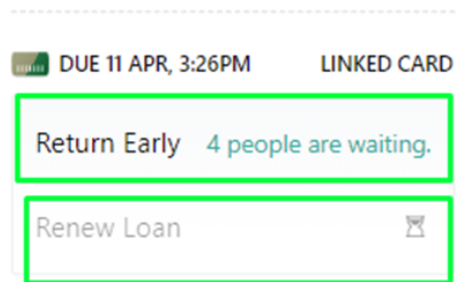 DUE 11 APR, 3:26PM LINKED CARD
Return Early 4 people are waiting.
Renew Loan